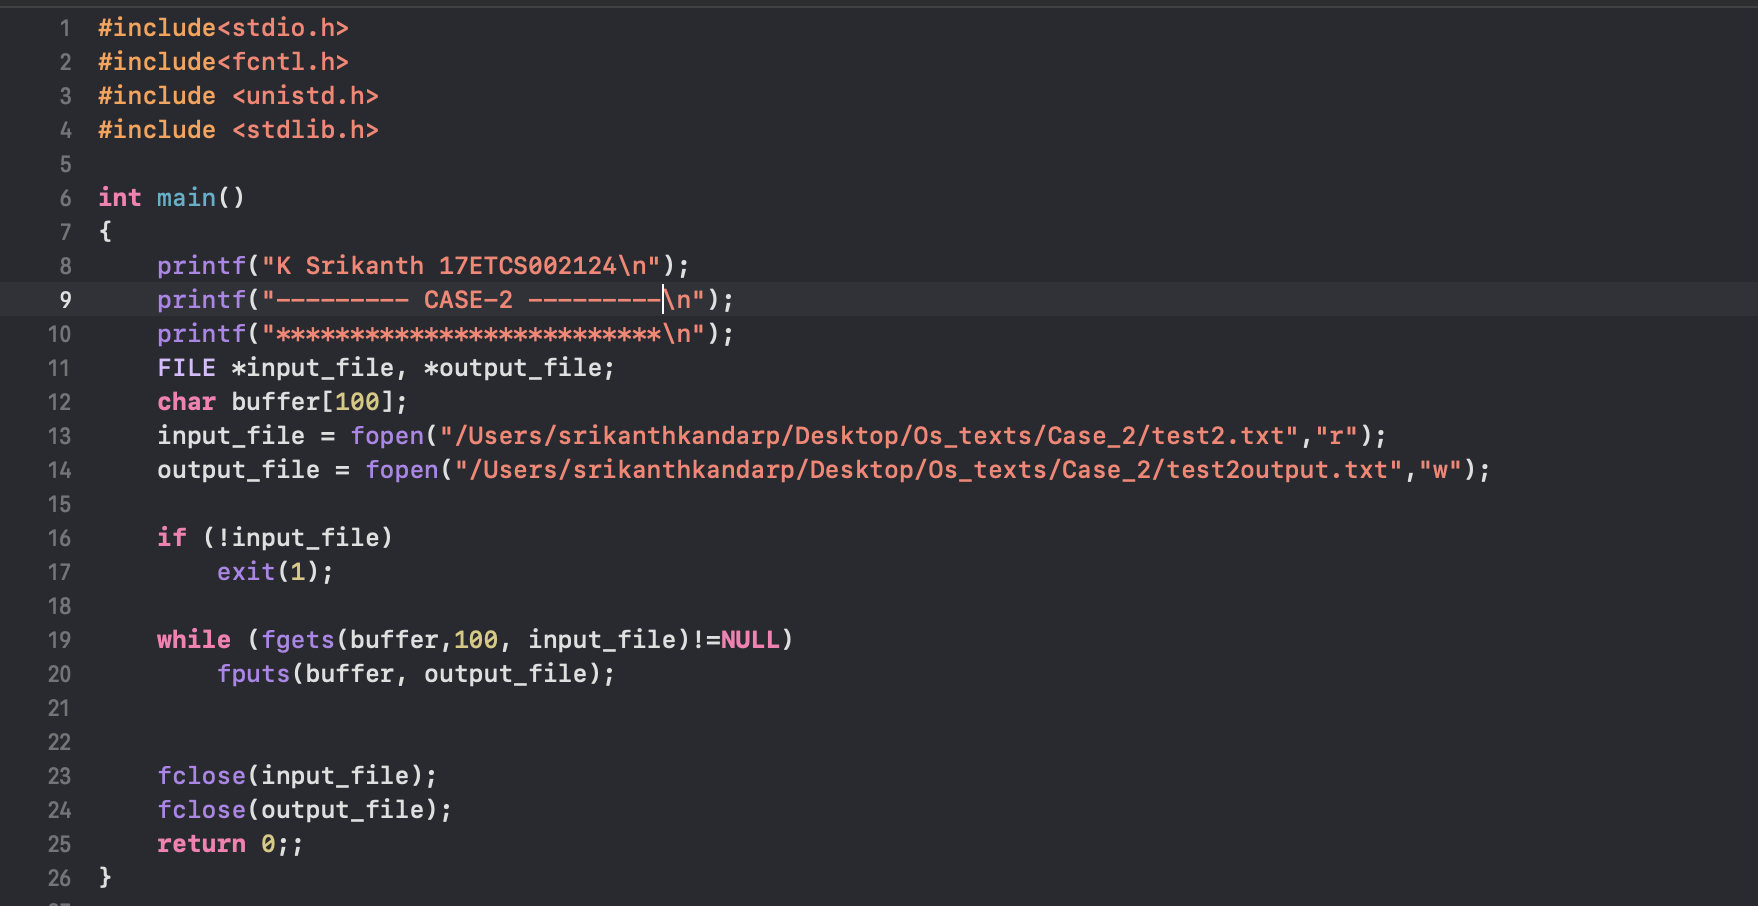 1 #include<stdio.h>
2 #include<fcntl.h>
3 #include <unistd.h>
4 #include <stdlib.h>
5
6 int main()
7 {
8     printf("K Srikanth 17ETCS002124\n");
9     printf("--------- CASE-2 ---------\n");
10     printf("**************************\n");
11     FILE *input_file, *output_file;
12     char buffer[100];
13     input_file = fopen("/Users/srikanthkandarp/Desktop/Os_texts/Case_2/test2.txt","r");
14     output_file = fopen("/Users/srikanthkandarp/Desktop/Os_texts/Case_2/test2output.txt","w");
15
16     if (!input_file)
17         exit(1);
18
19     while (fgets(buffer,100, input_file)!=NULL)
20         fputs(buffer, output_file);
21
22
23     fclose(input_file);
24     fclose(output_file);
25     return 0;;
26 }